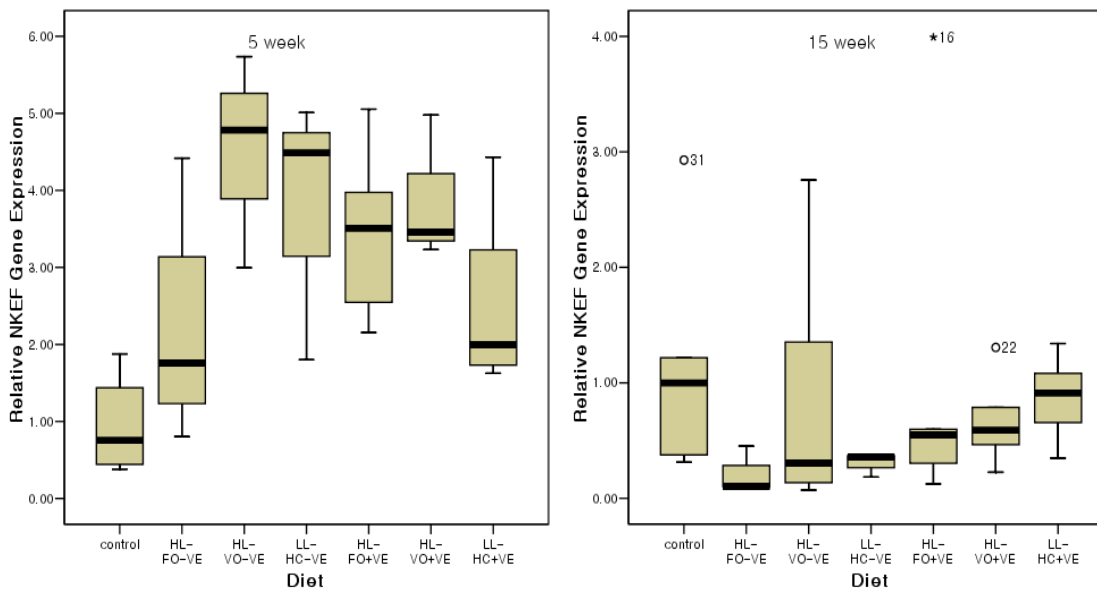 5 week
Relative NKEF Gene Expression
6.00
5.00
4.00
3.00
2.00
1.00
0.00
control
HL-
FO-VE
HL-
VO-VE
LL-
HC-VE
HL-
FO+VE
HL-
VO+VE
LL-
HC+VE
Diet
15 week
Relative NKEF Gene Expression
4.00
3.00
2.00
1.00
0.00
*16
31
22
control
HL-
FO-VE
HL-
VO-VE
LL-
HC-VE
HL-
FO+VE
HL-
VO+VE
LL-
HC+VE
Diet